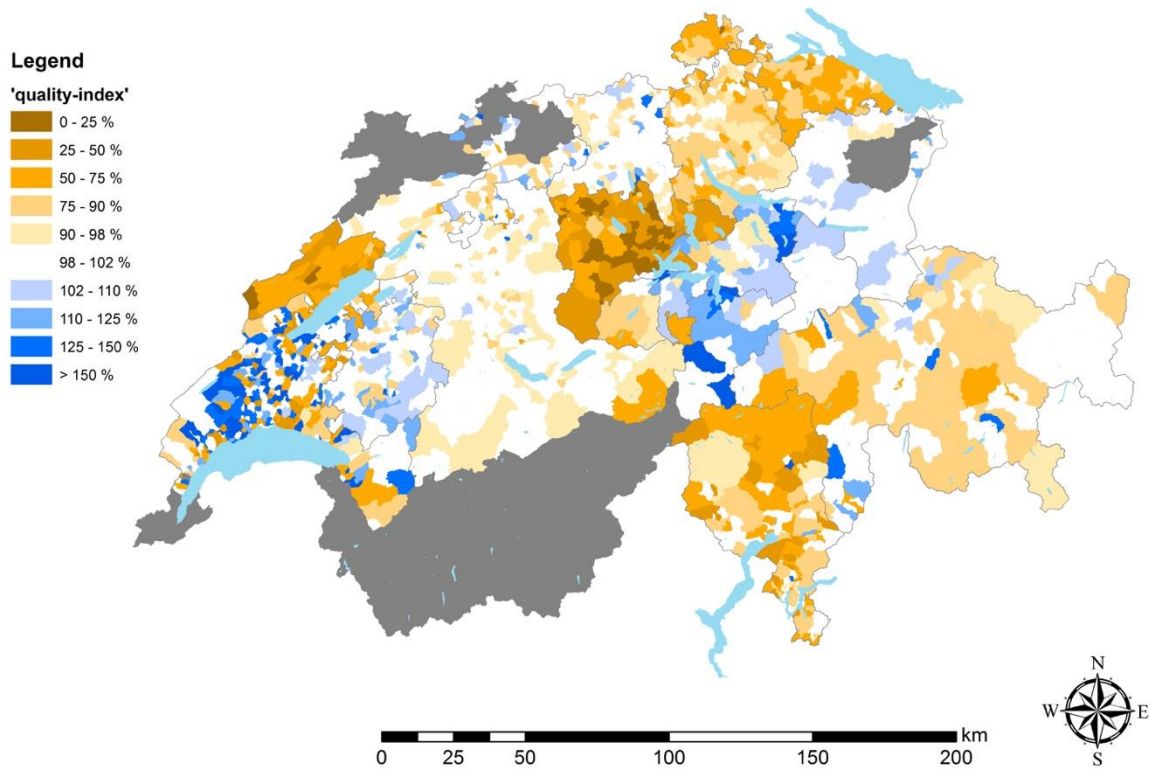 Legend
'quality-index'
0 - 25 %
25 - 50 %
50 - 75 %
75 - 90 %
90 - 98 %
98 - 102 %
102 - 110 %
110 - 125 %
125 - 150 %
> 150 %
N
W E
S
km
0 25 50 100 150 200